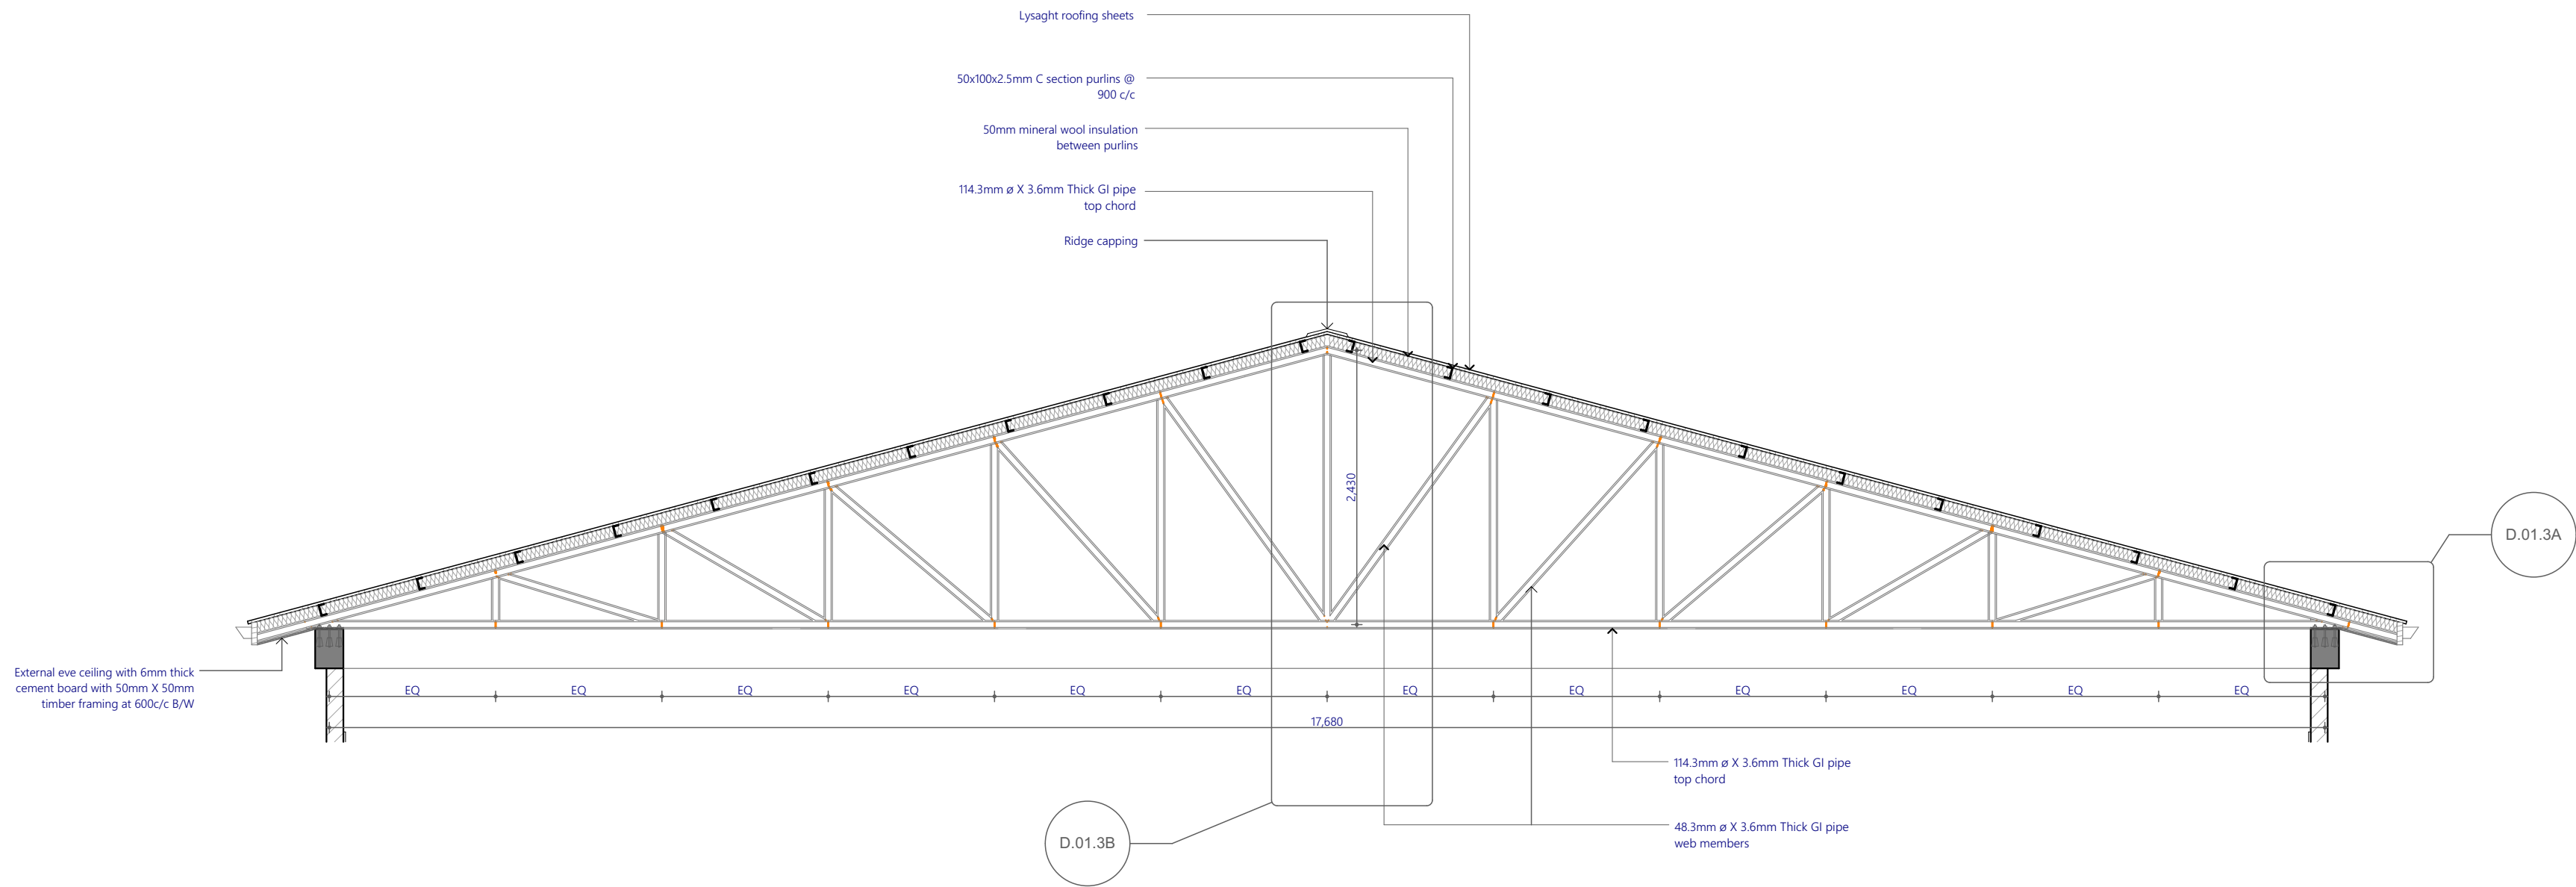 Lysaght roofing sheets
50x100x2.5mm C section purlins @
900 c/c
50mm mineral wool insulation
between purlins
114.3mm ø X 3.6mm Thick GI pipe
top chord
Ridge capping
2,430
D.01.3A
External eve ceiling with 6mm thick
cement board with 50mm X 50mm
timber framing at 600c/c B/W
EQ EQ EQ EQ EQ EQ EQ EQ EQ EQ EQ EQ
17,680
114.3mm ø X 3.6mm Thick GI pipe
top chord
48.3mm ø X 3.6mm Thick GI pipe
web members
D.01.3B